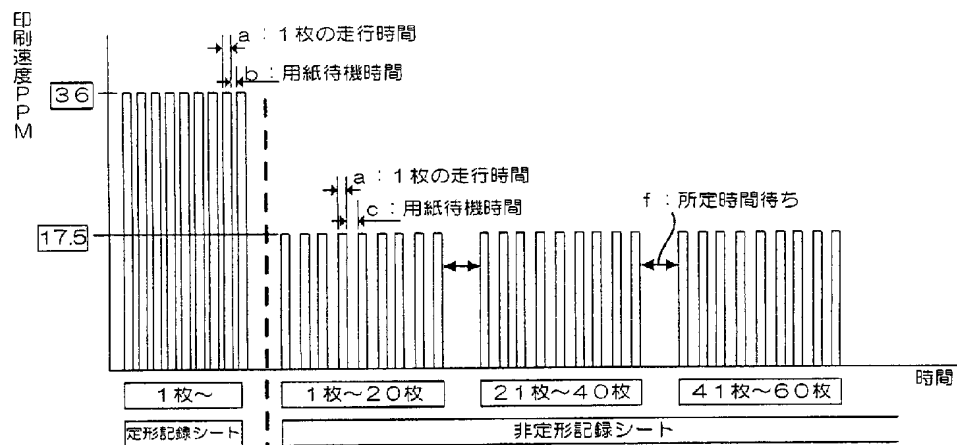 印刷速度PPM
a：1枚の走行時間
b：用紙待機時間
36
a：1枚の走行時間
c：用紙待機時間
f：所定時間待ち
17.5
時間
1枚～
1枚～20枚
21枚～40枚
41枚～60枚
定形記録シート
非定形記録シート